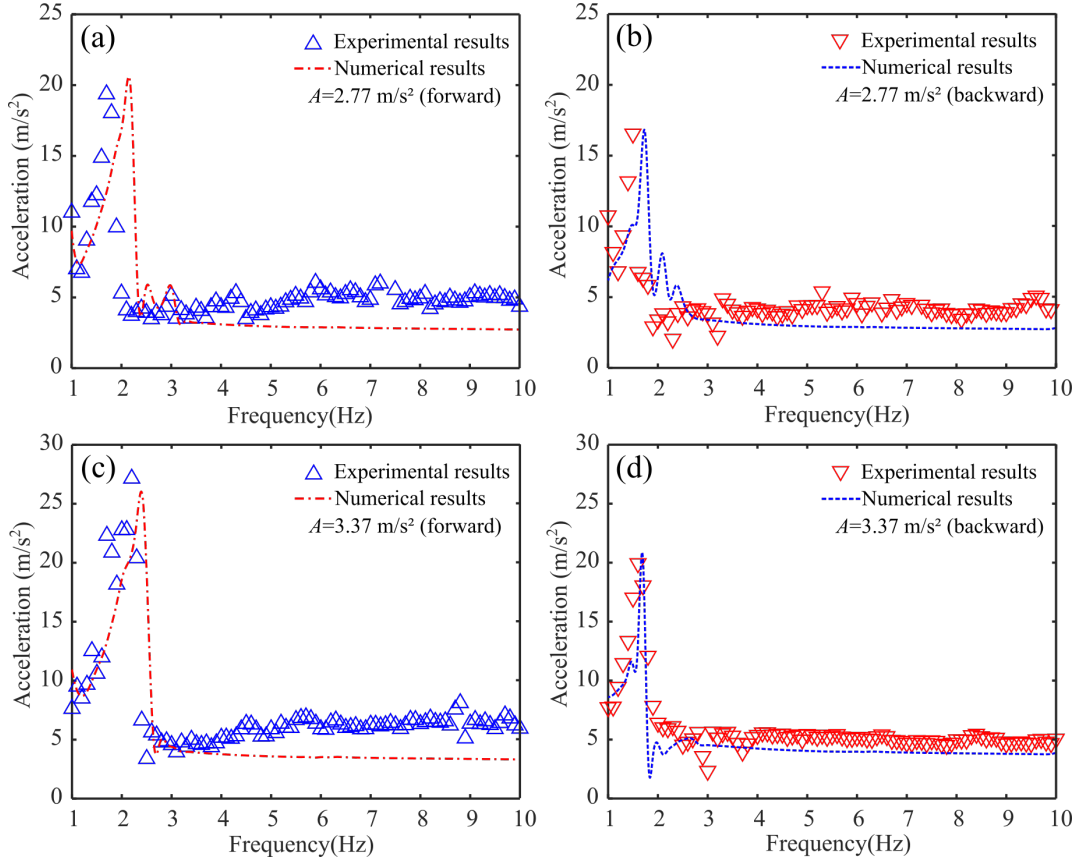 (a)
Experimental results
Numerical results
A=2.77 m/s² (forward)
Acceleration (m/s²)
25
20
15
10
5
0
1 2 3 4 5 6 7 8 9 10
Frequency(Hz)
(b)
Experimental results
Numerical results
A=2.77 m/s² (backward)
Acceleration (m/s²)
25
20
15
10
5
0
1 2 3 4 5 6 7 8 9 10
Frequency(Hz)
(c)
Experimental results
Numerical results
A=3.37 m/s² (forward)
Acceleration (m/s²)
30
25
20
15
10
5
0
1 2 3 4 5 6 7 8 9 10
Frequency(Hz)
(d)
Experimental results
Numerical results
A=3.37 m/s² (backward)
Acceleration (m/s²)
30
25
20
15
10
5
0
1 2 3 4 5 6 7 8 9 10
Frequency(Hz)